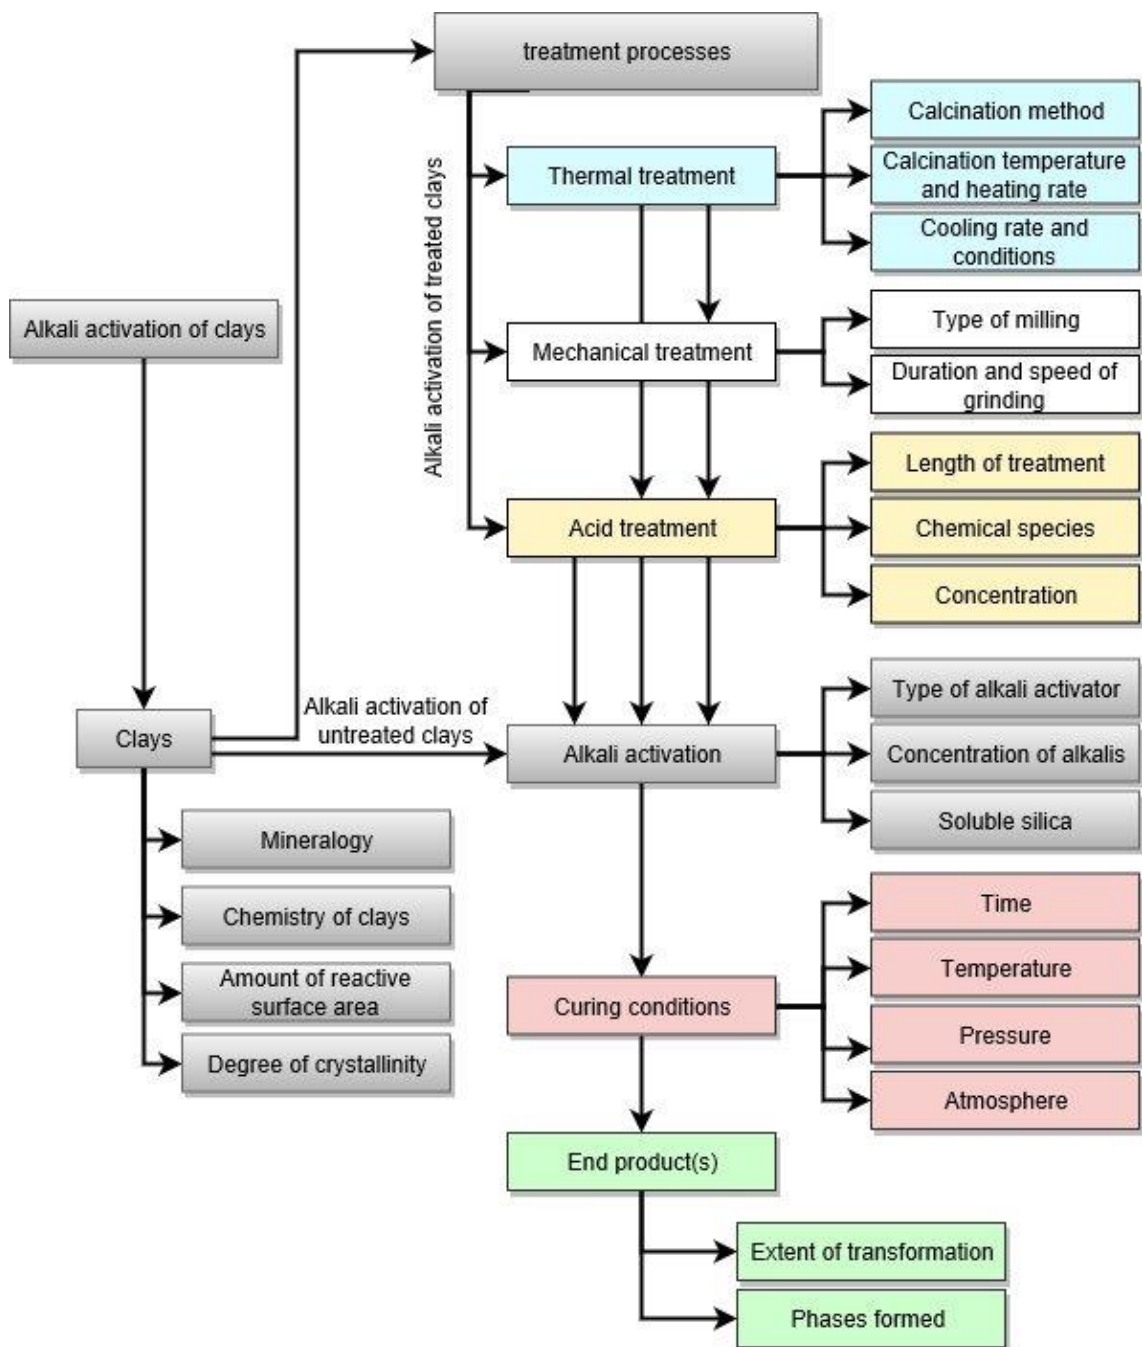 treatment processes
Calcination method
Thermal treatment
Calcination temperature
and heating rate
Cooling rate and
conditions
Alkali activation of treated clays
Alkali activation of clays
Mechanical treatment
Type of milling
Duration and speed of
grinding
Length of treatment
Acid treatment
Chemical species
Concentration
Clays
Alkali activation of
untreated clays
Alkali activation
Type of alkali activator
Concentration of alkalis
Soluble silica
Mineralogy
Chemistry of clays
Amount of reactive
surface area
Degree of crystallinity
Curing conditions
Time
Temperature
Pressure
Atmosphere
End product(s)
Extent of transformation
Phases formed